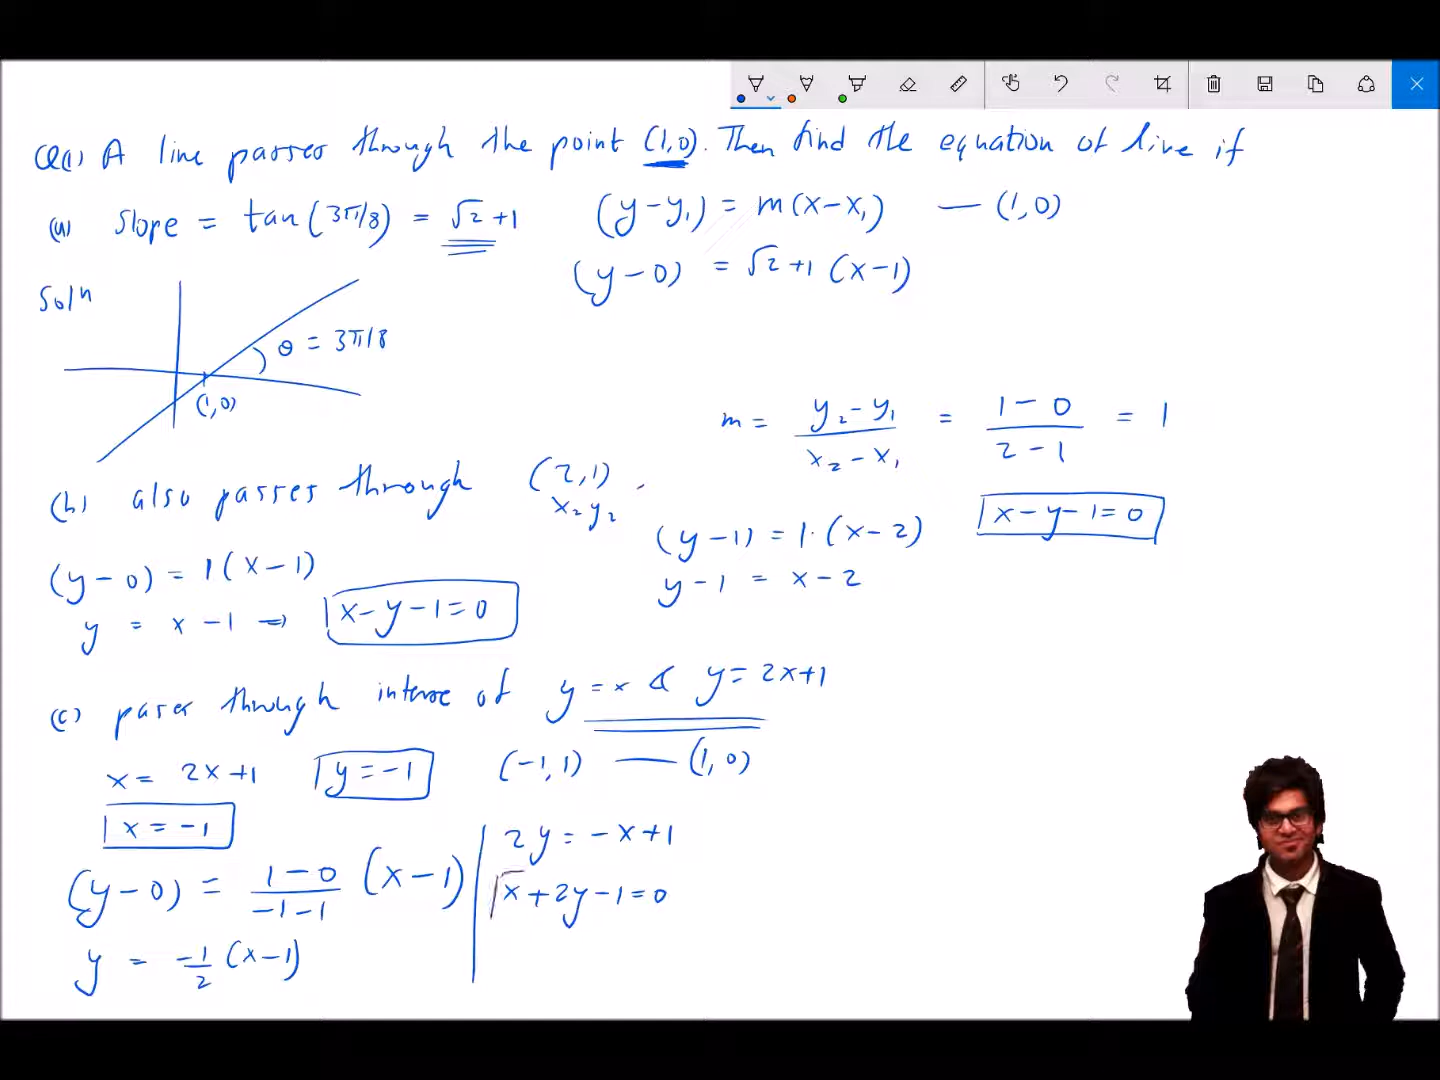 Q(1) A line passes through the point (1,0). Then find the equation of line if
(a) Slope = tan(3π/8) = √2+1
(y-y₁) = m(x-x₁) — (1,0)
(y-0) = √2+1 (x-1)
Soln
θ = 3π/8
(1,0)
m = (y₂-y₁)/(x₂-x₁) = (1-0)/(2-1) = 1
(b) also passes through (2,1)
x₂ y₂
(y-1) = 1·(x-2)
y-1 = x-2
x-y-1=0
(y-0) = 1(x-1)
y = x-1 ⇒ x-y-1=0
(c) passes through of y=x & y=2x+1
x = 2x+1 y=-1 (-1,1) — (1,0)
x=-1
(y-0) = (1-0)/(-1-1) (x-1)
y = -1/2 (x-1)
2y = -x+1
x+2y-1=0